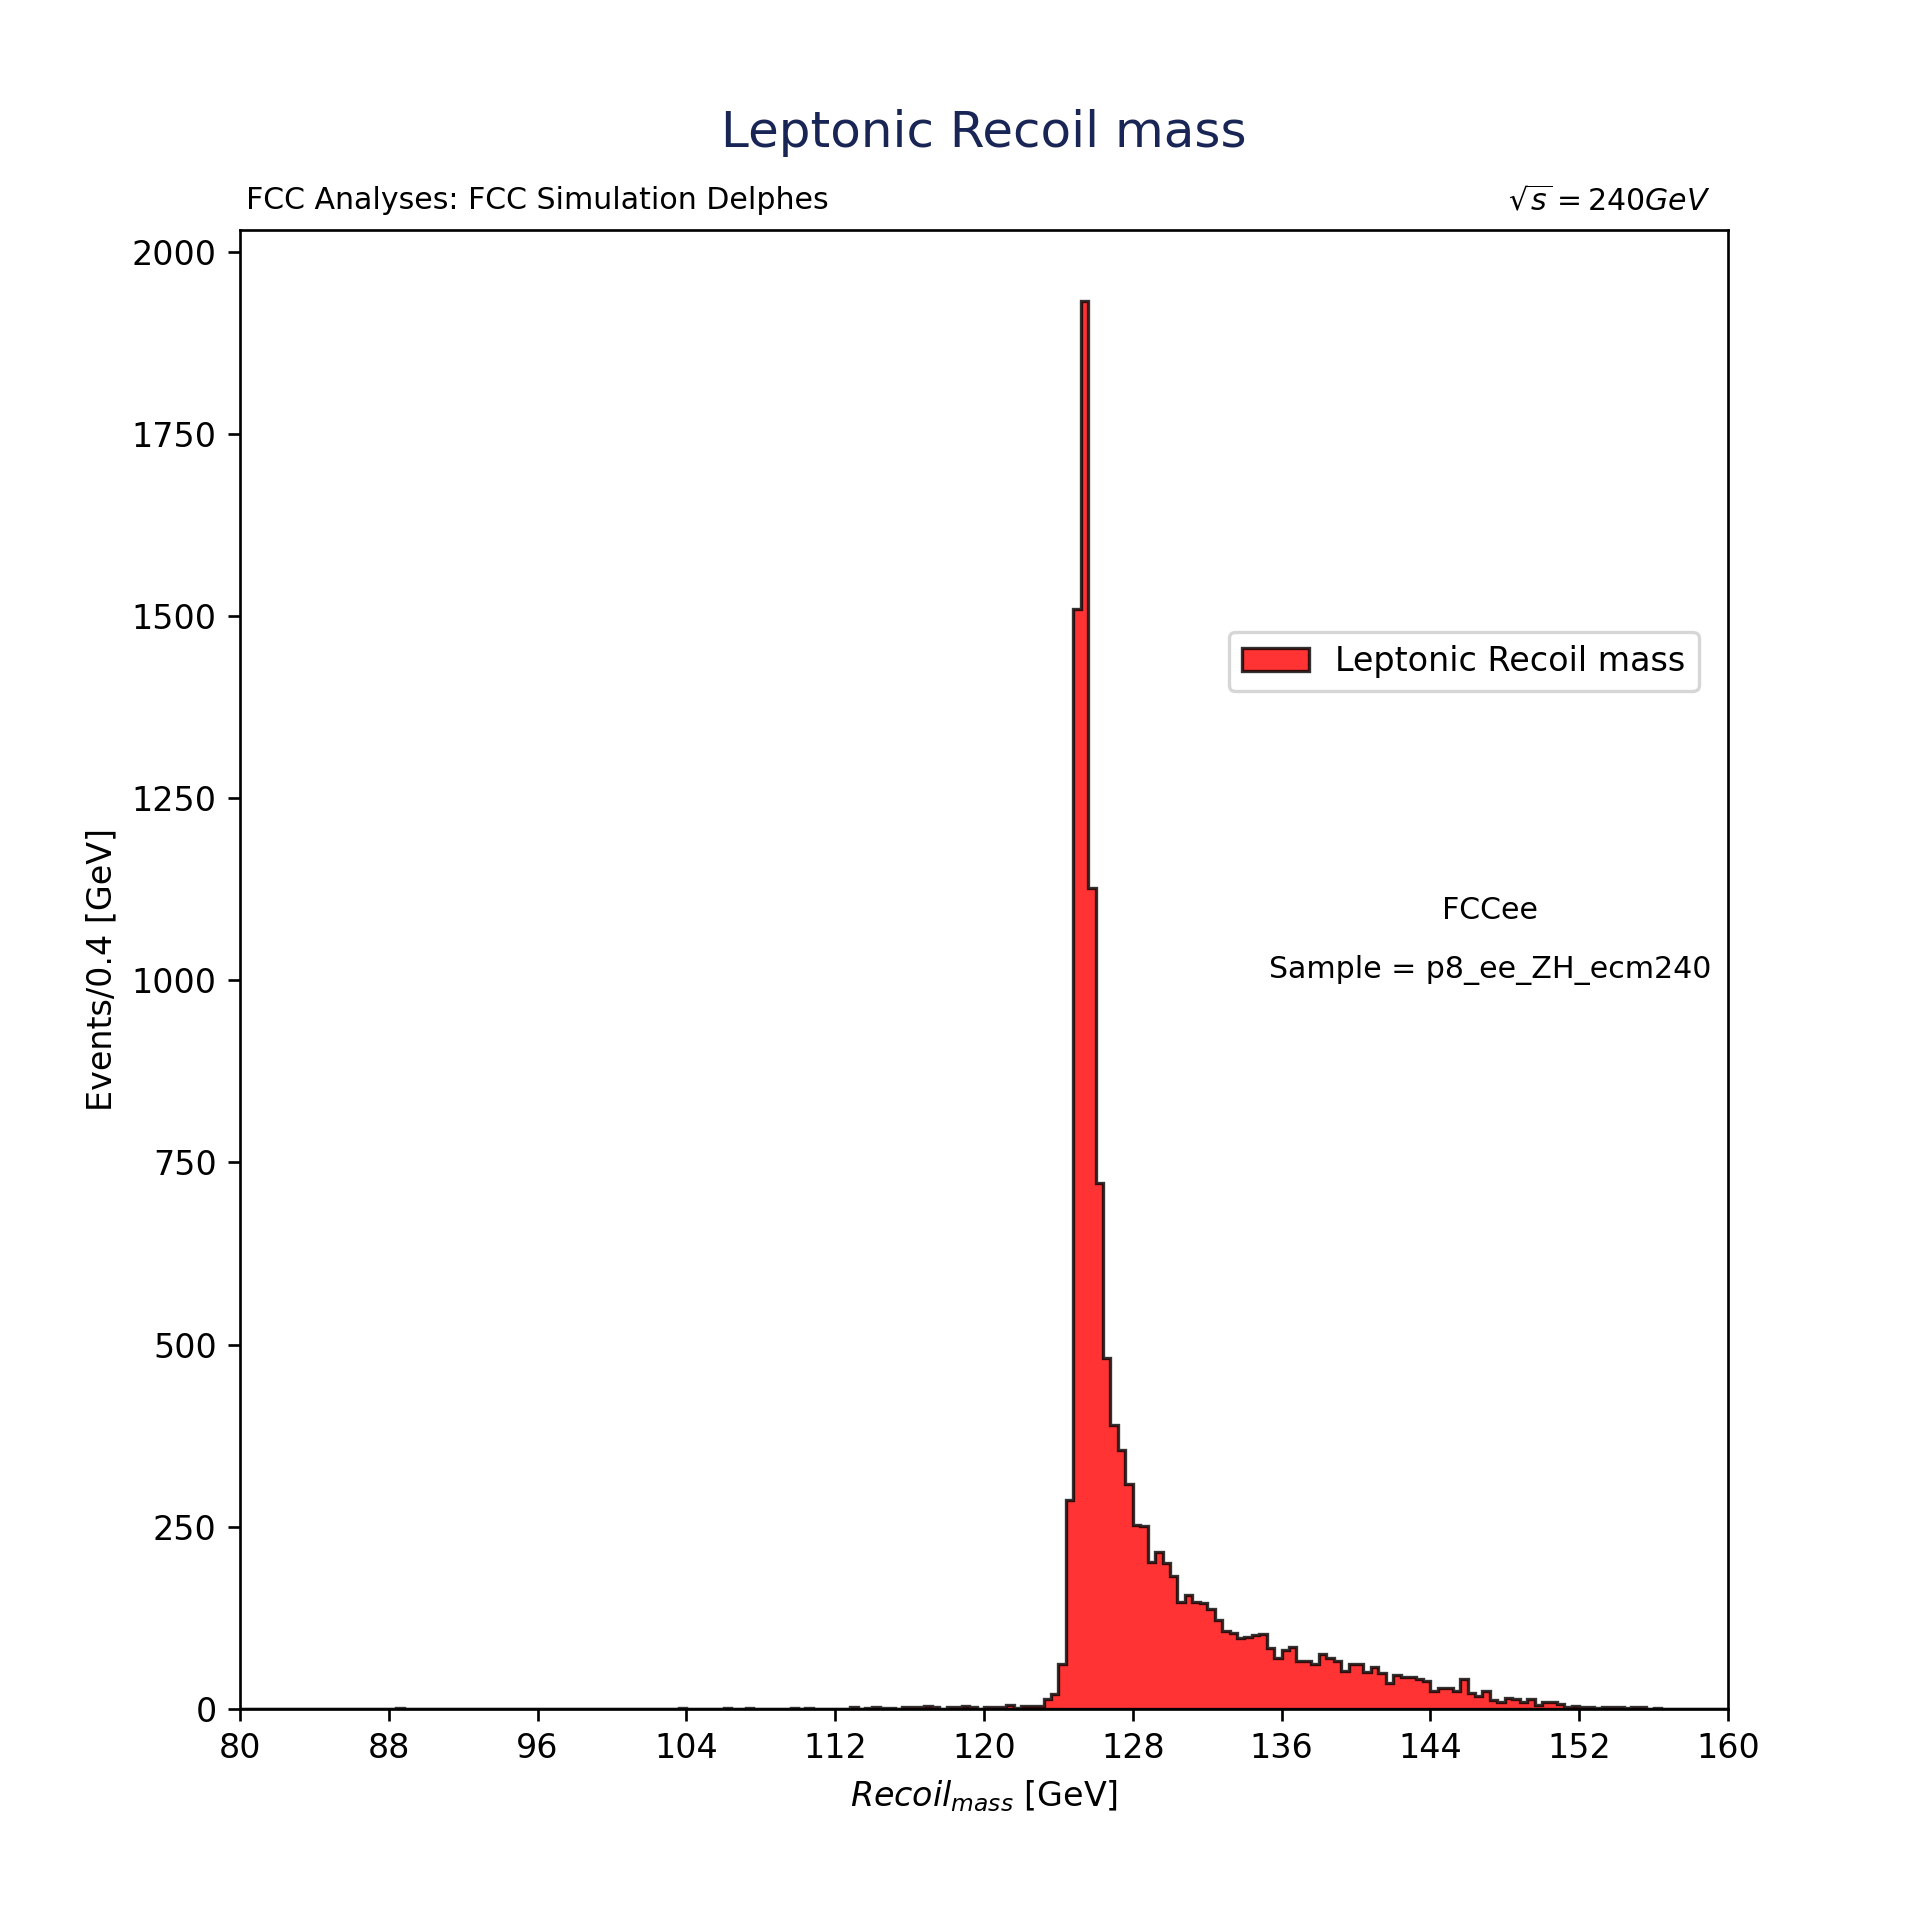 Leptonic Recoil mass
FCC Analyses: FCC Simulation Delphes
√s = 240GeV
2000
1750
1500
1250
1000
750
500
250
0
Events/0.4 [GeV]
Leptonic Recoil mass
FCCee
Sample = p8_ee_ZH_ecm240
80 88 96 104 112 120 128 136 144 152 160
Recoil_mass [GeV]